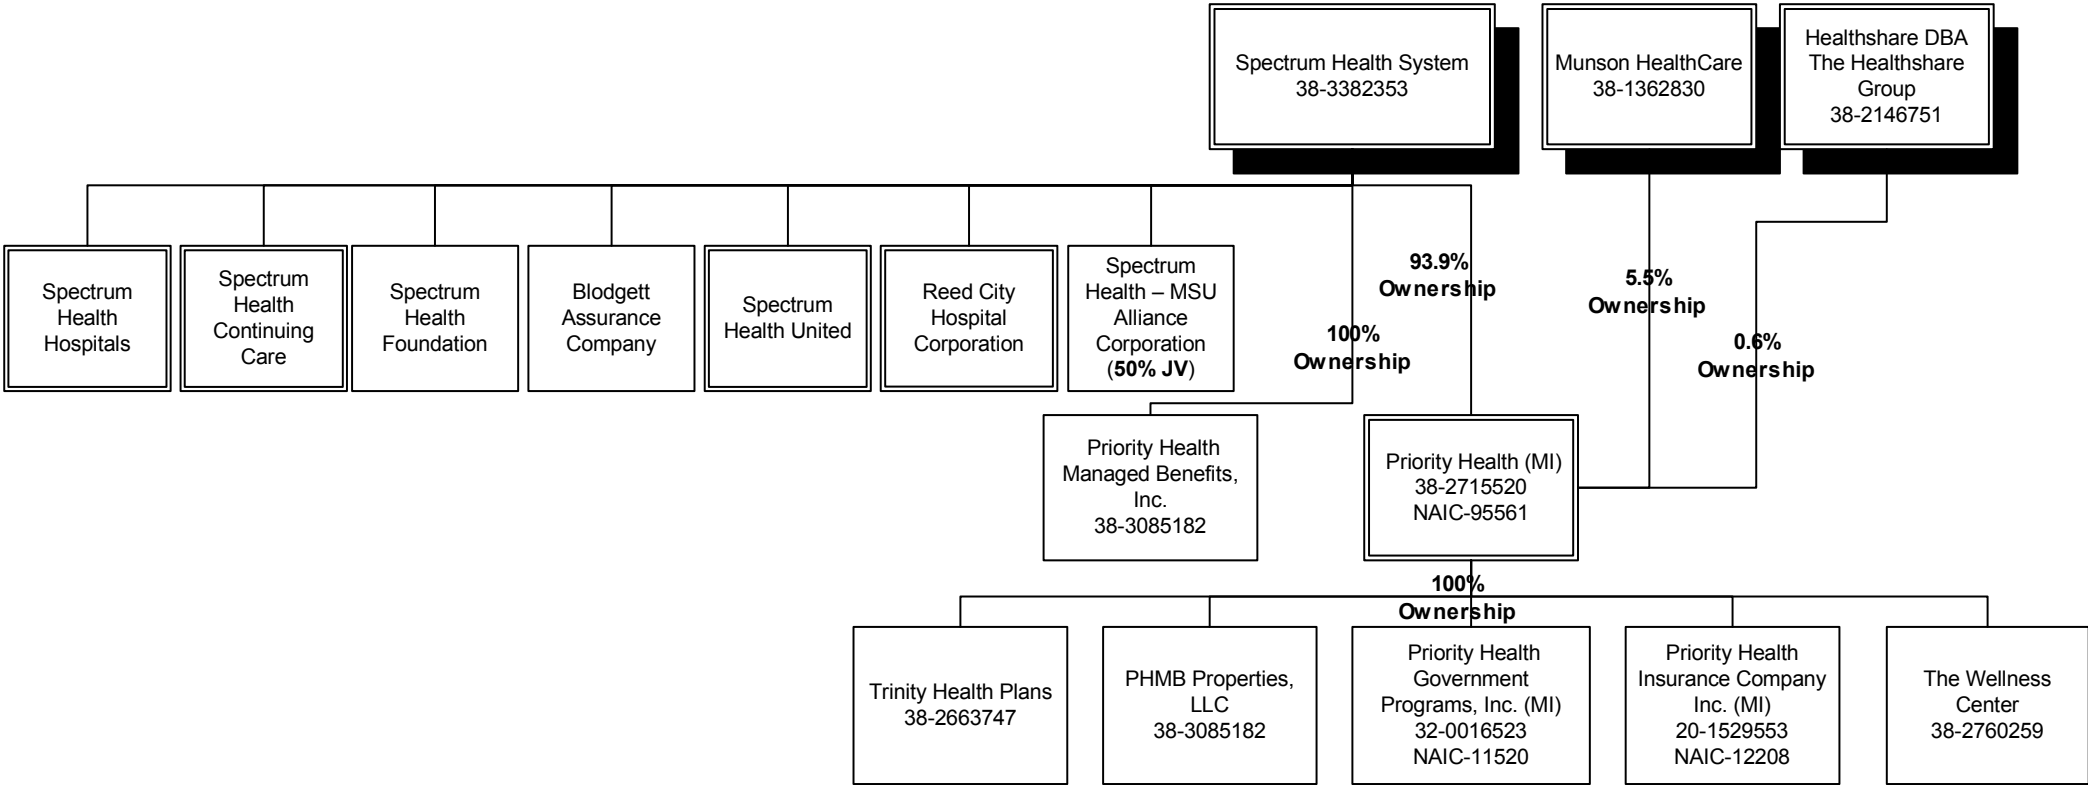 Spectrum Health System
38-3382353
Munson HealthCare
38-1362830
Healthshare DBA
The Healthshare
Group
38-2146751
Spectrum
Health
Hospitals
Spectrum
Health
Continuing
Care
Spectrum
Health
Foundation
Blodgett
Assurance
Company
Spectrum
Health United
Reed City
Hospital
Corporation
Spectrum
Health – MSU
Alliance
Corporation
(50% JV)
100%
Ownership
93.9%
Ownership
5.5%
Ownership
0.6%
Ownership
Priority Health
Managed Benefits,
Inc.
38-3085182
Priority Health (MI)
38-2715520
NAIC-95561
100%
Ownership
Trinity Health Plans
38-2663747
PHMB Properties,
LLC
38-3085182
Priority Health
Government
Programs, Inc. (MI)
32-0016523
NAIC-11520
Priority Health
Insurance Company
Inc. (MI)
20-1529553
NAIC-12208
The Wellness
Center
38-2760259